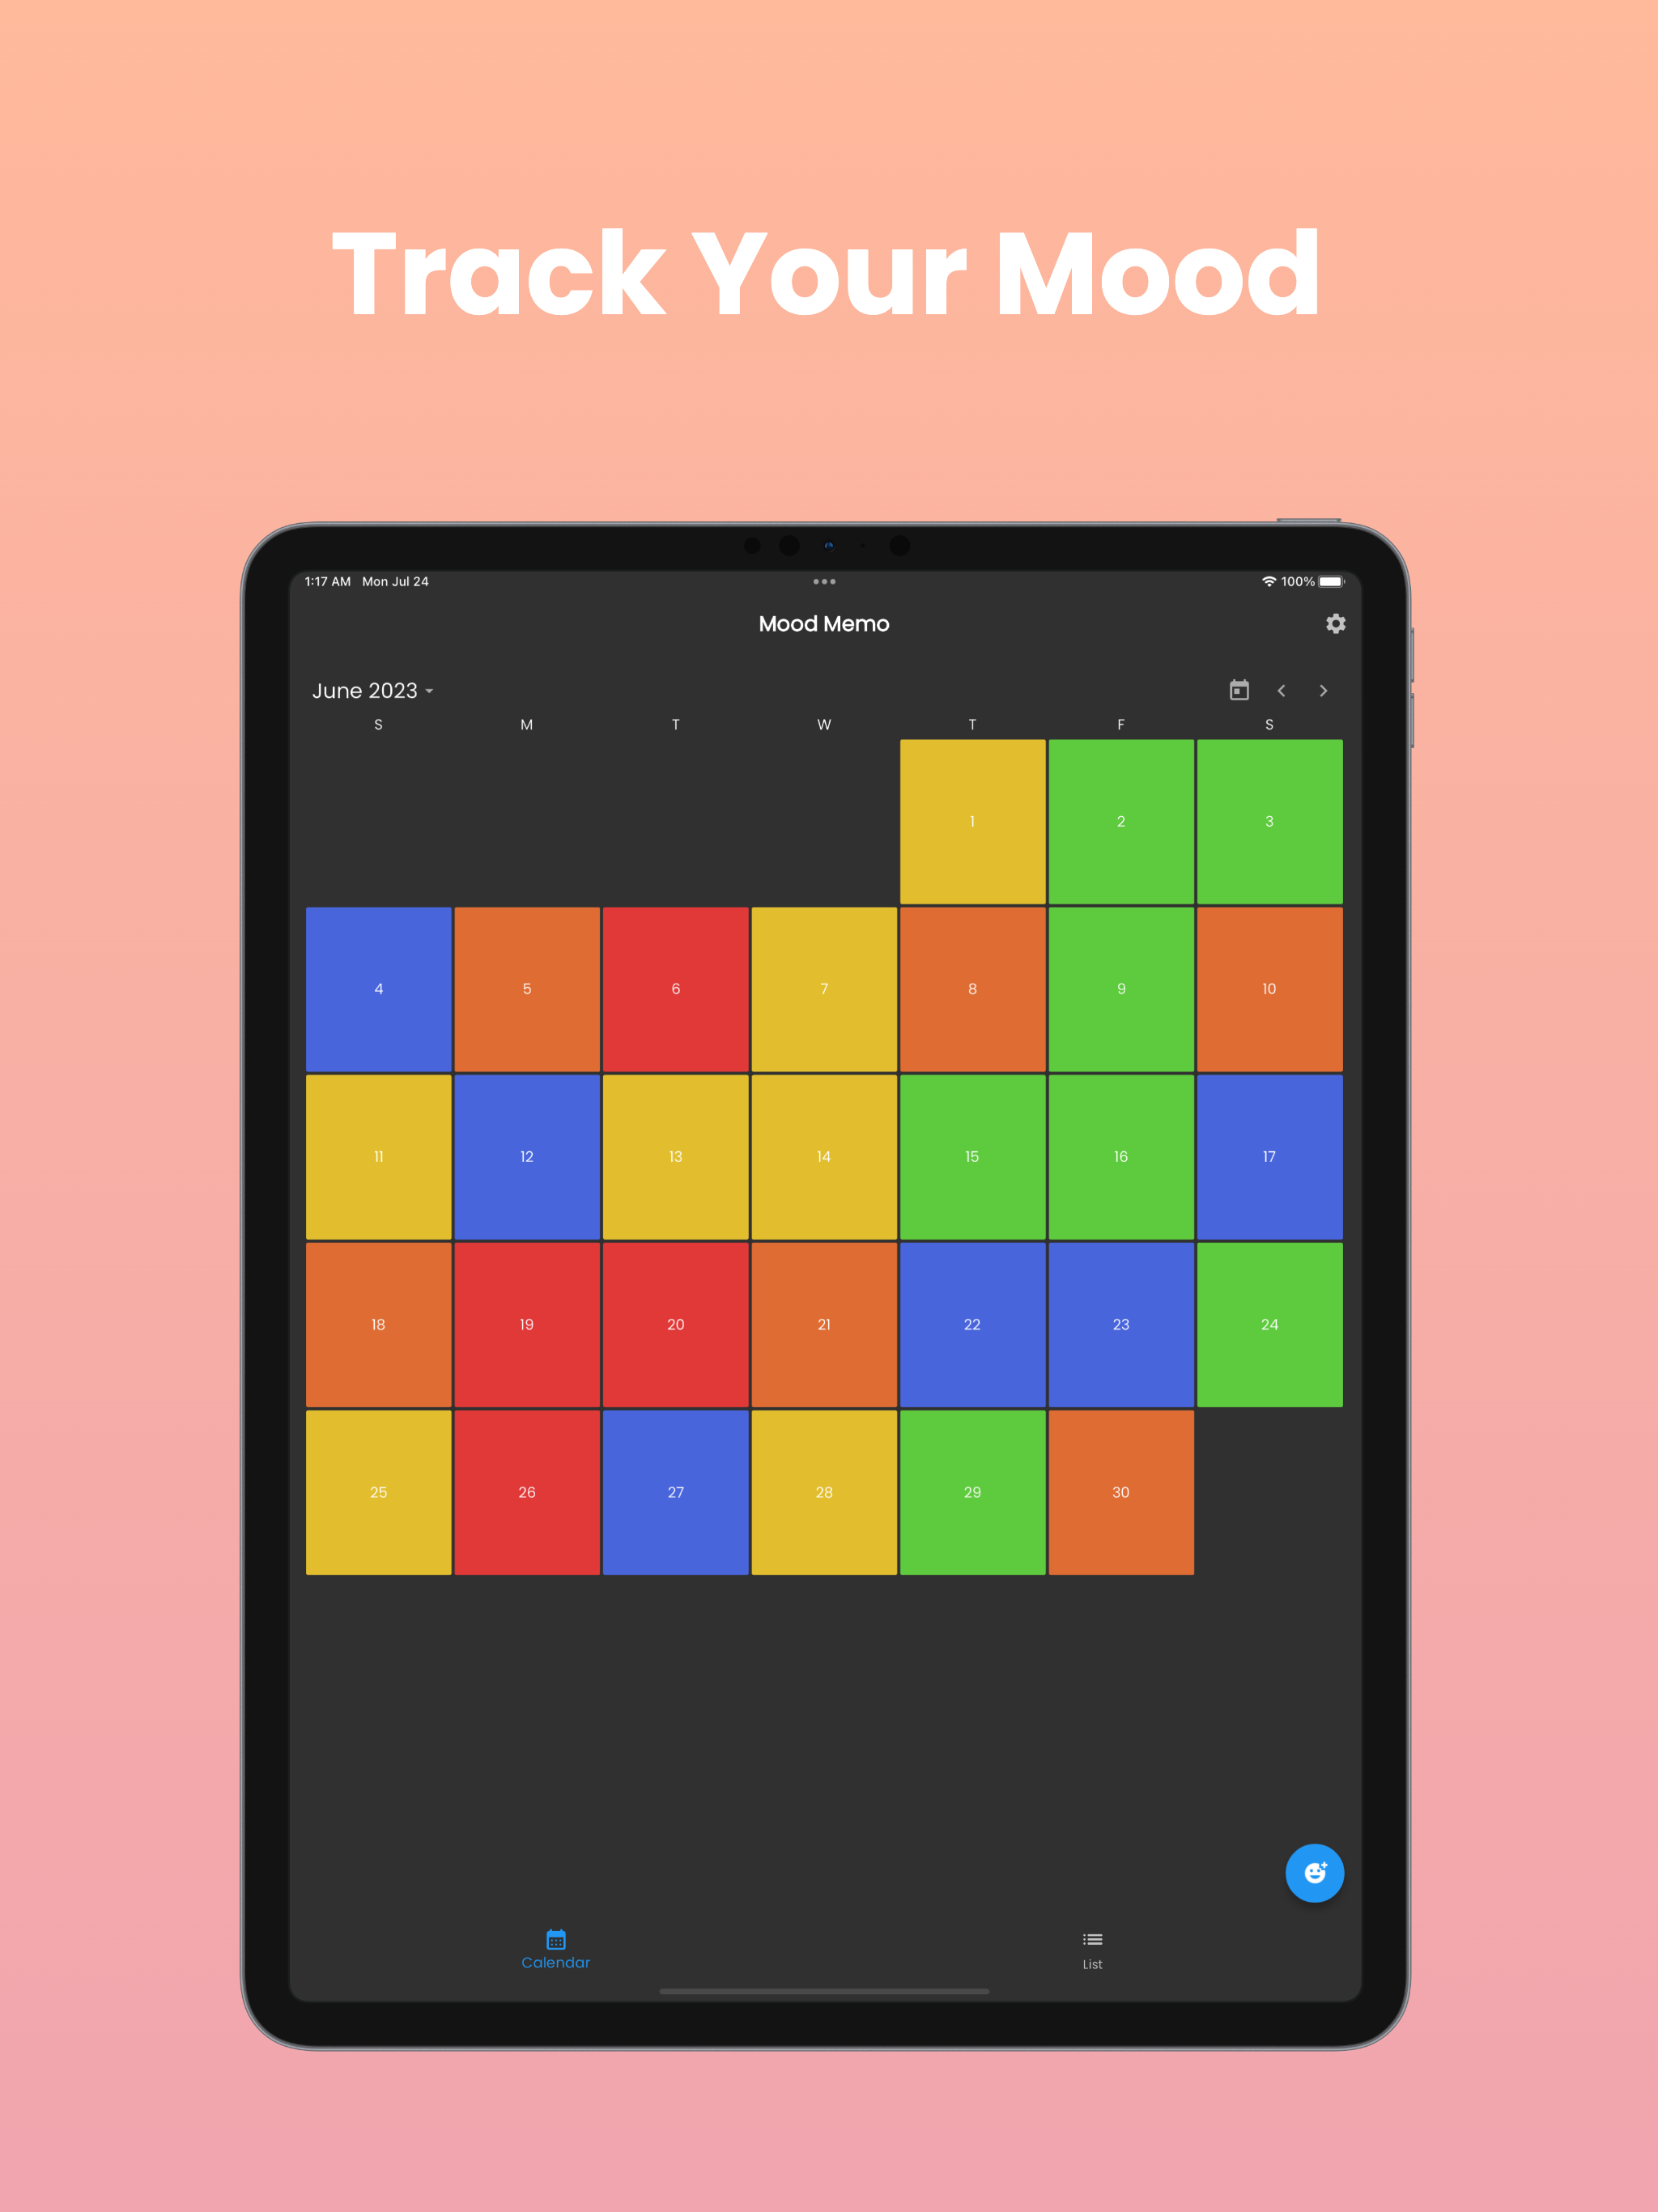 Track Your Mood
1:17 AM Mon Jul 24
100%
Mood Memo
June 2023
S M T W T F S
1 2 3
4 5 6 7 8 9 10
11 12 13 14 15 16 17
18 19 20 21 22 23 24
25 26 27 28 29 30
Calendar
List